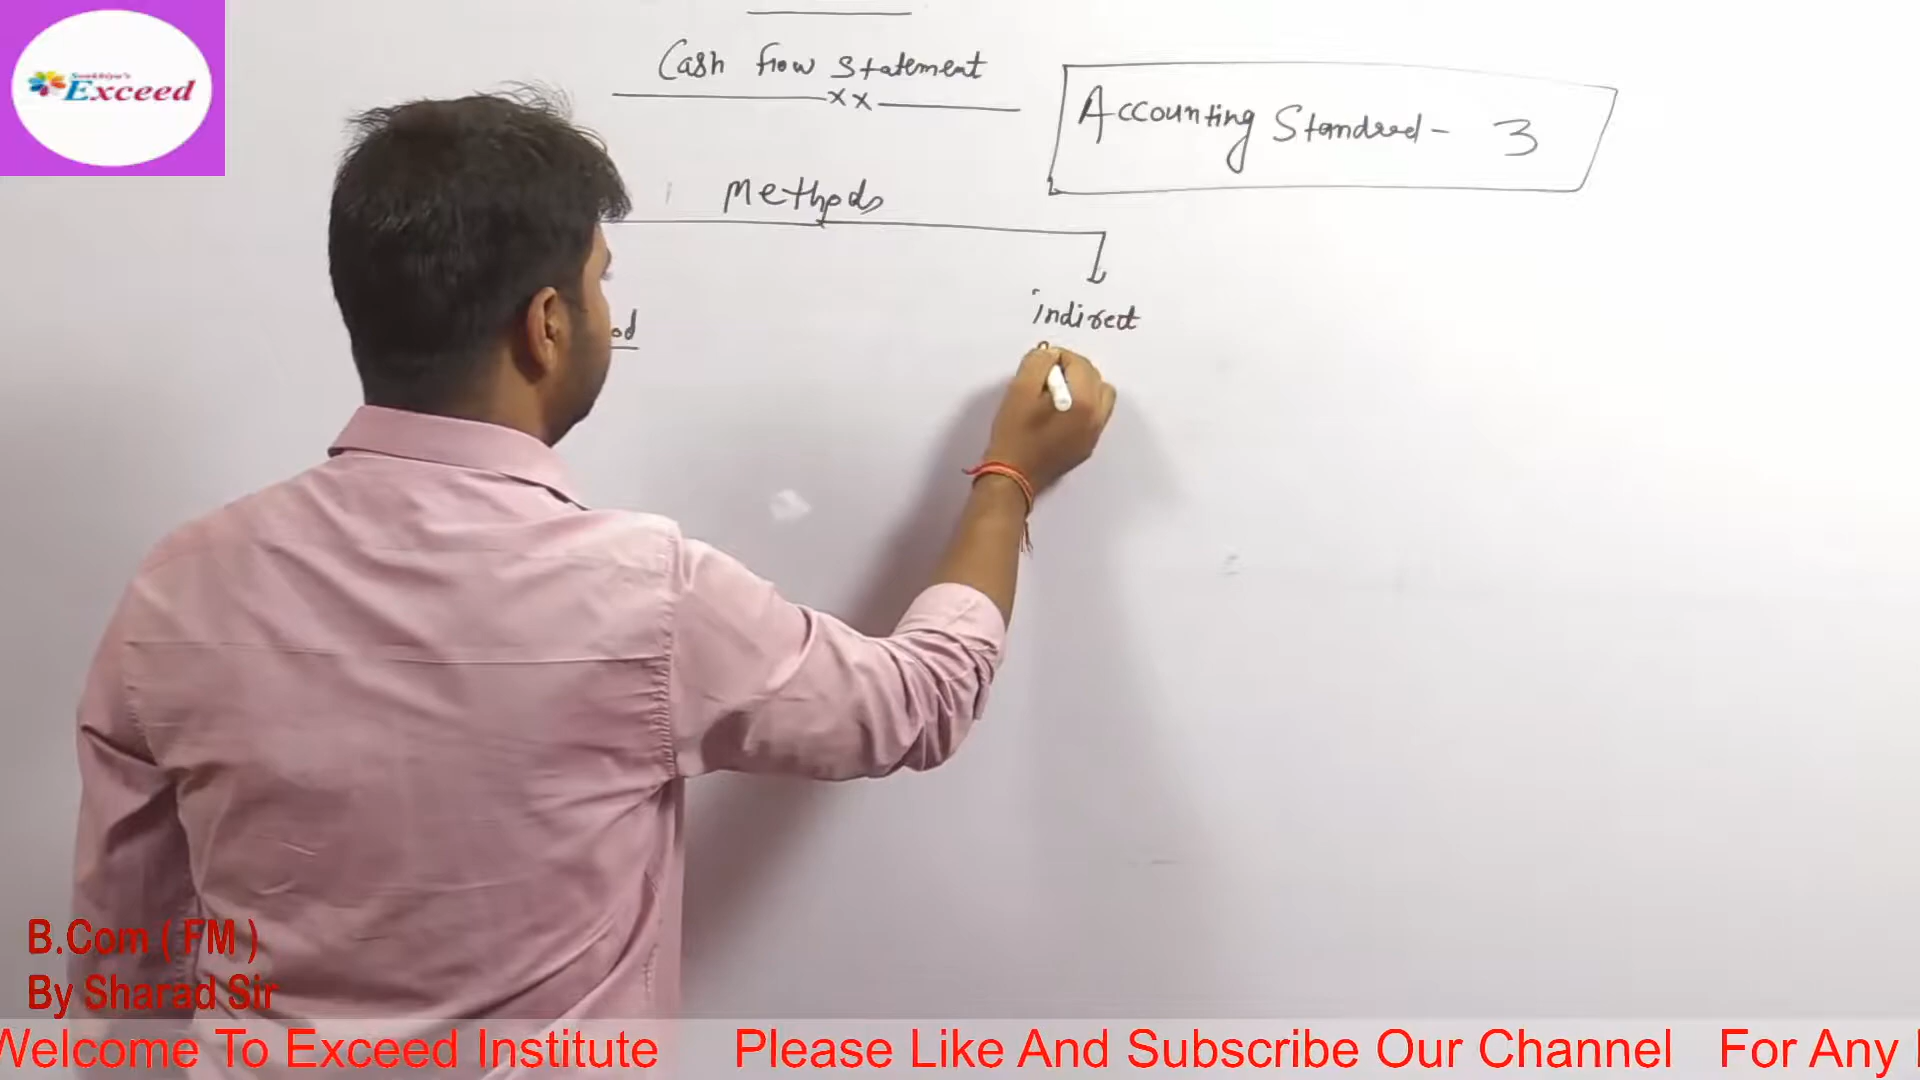 Exceed
Cash flow Statement
x x
Accounting Standard - 3
Methods
indirect
od
B.Com ( FM )
By Sharad Sir
Welcome To Exceed Institute Please Like And Subscribe Our Channel For Any